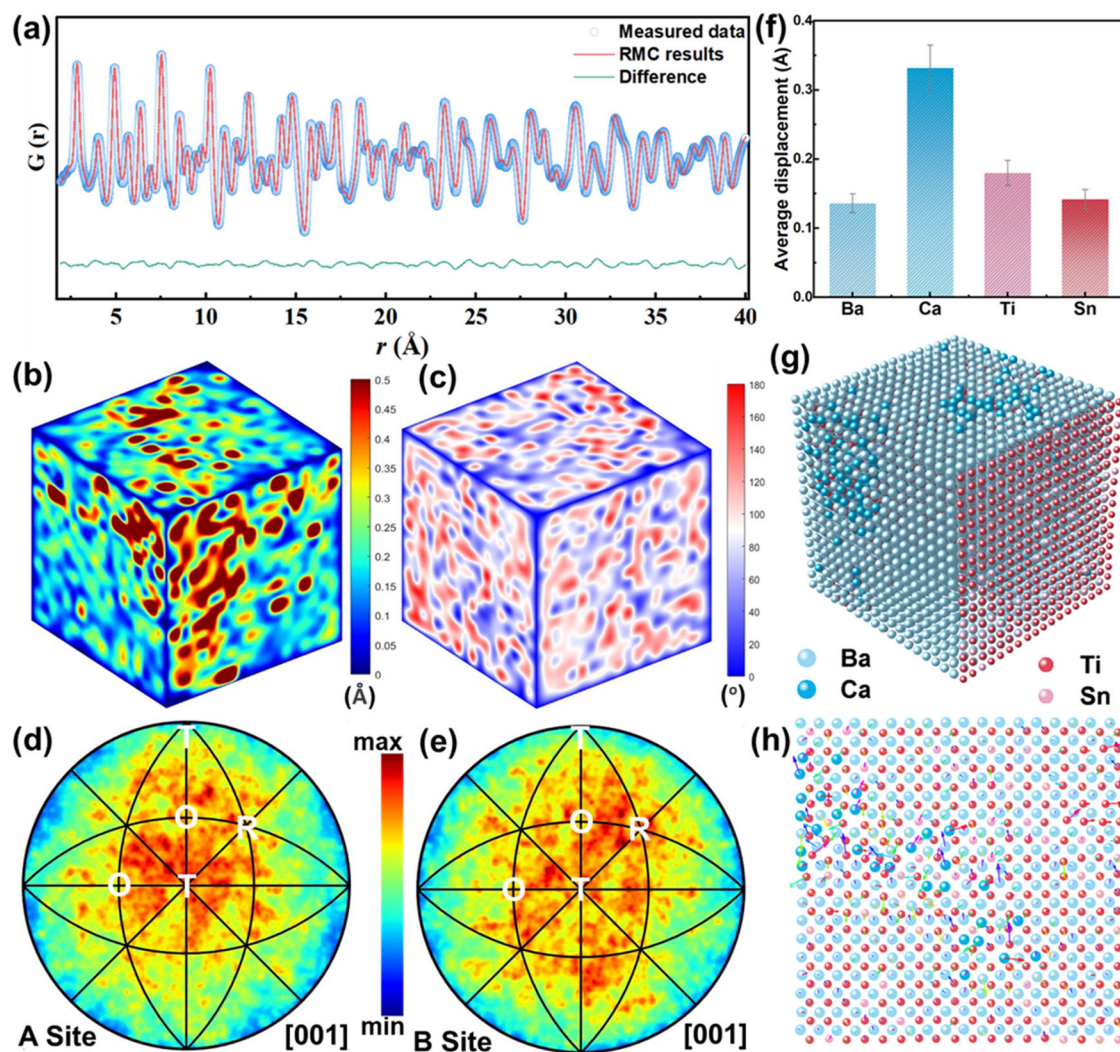 (a)
Measured data
RMC results
Difference
G (r)
5
10
15
20
25
30
35
40
r (Å)
(f)
Average displacement (Å)
0.4
0.3
0.2
0.1
0.0
Ba
Ca
Ti
Sn
(b)
0.5
0.45
0.4
0.35
0.3
0.25
0.2
0.15
0.1
0.05
0
(Å)
(c)
180
160
140
120
100
80
60
40
20
0
(°)
(g)
Ba
Ca
Ti
Sn
(d)
T
O
R
O
T
A Site
[001]
max
min
(e)
T
O
R
O
T
B Site
[001]
(h)